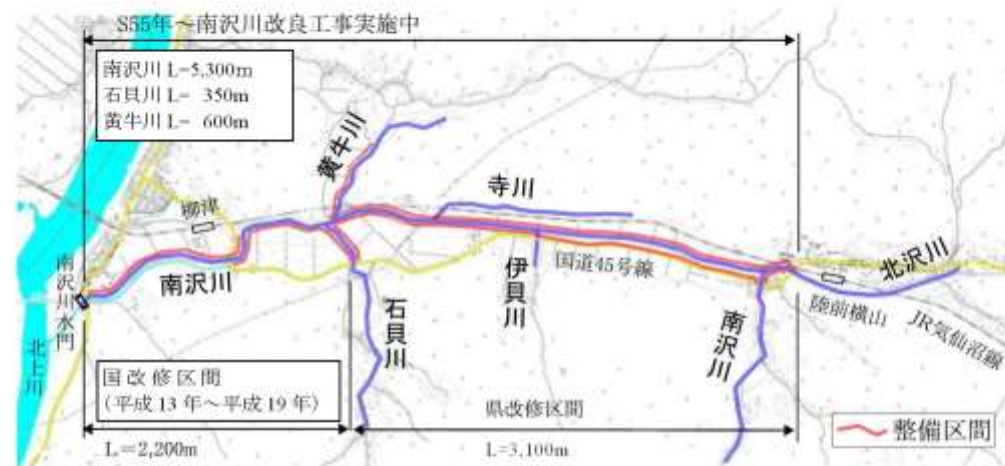 S55年～南沢川改良工事実施中
南沢川 L=5,300m
石貝川 L= 350m
黄牛川 L= 600m
黄牛川
寺川
柳津
南沢川
国道45号線
伊貝川
北沢川
南沢川水門
石貝川
南沢川
陸前横山
JR気仙沼線
北上川
国改修区間
（平成13年～平成19年）
県改修区間
整備区間
L=2,200m
L=3,100m